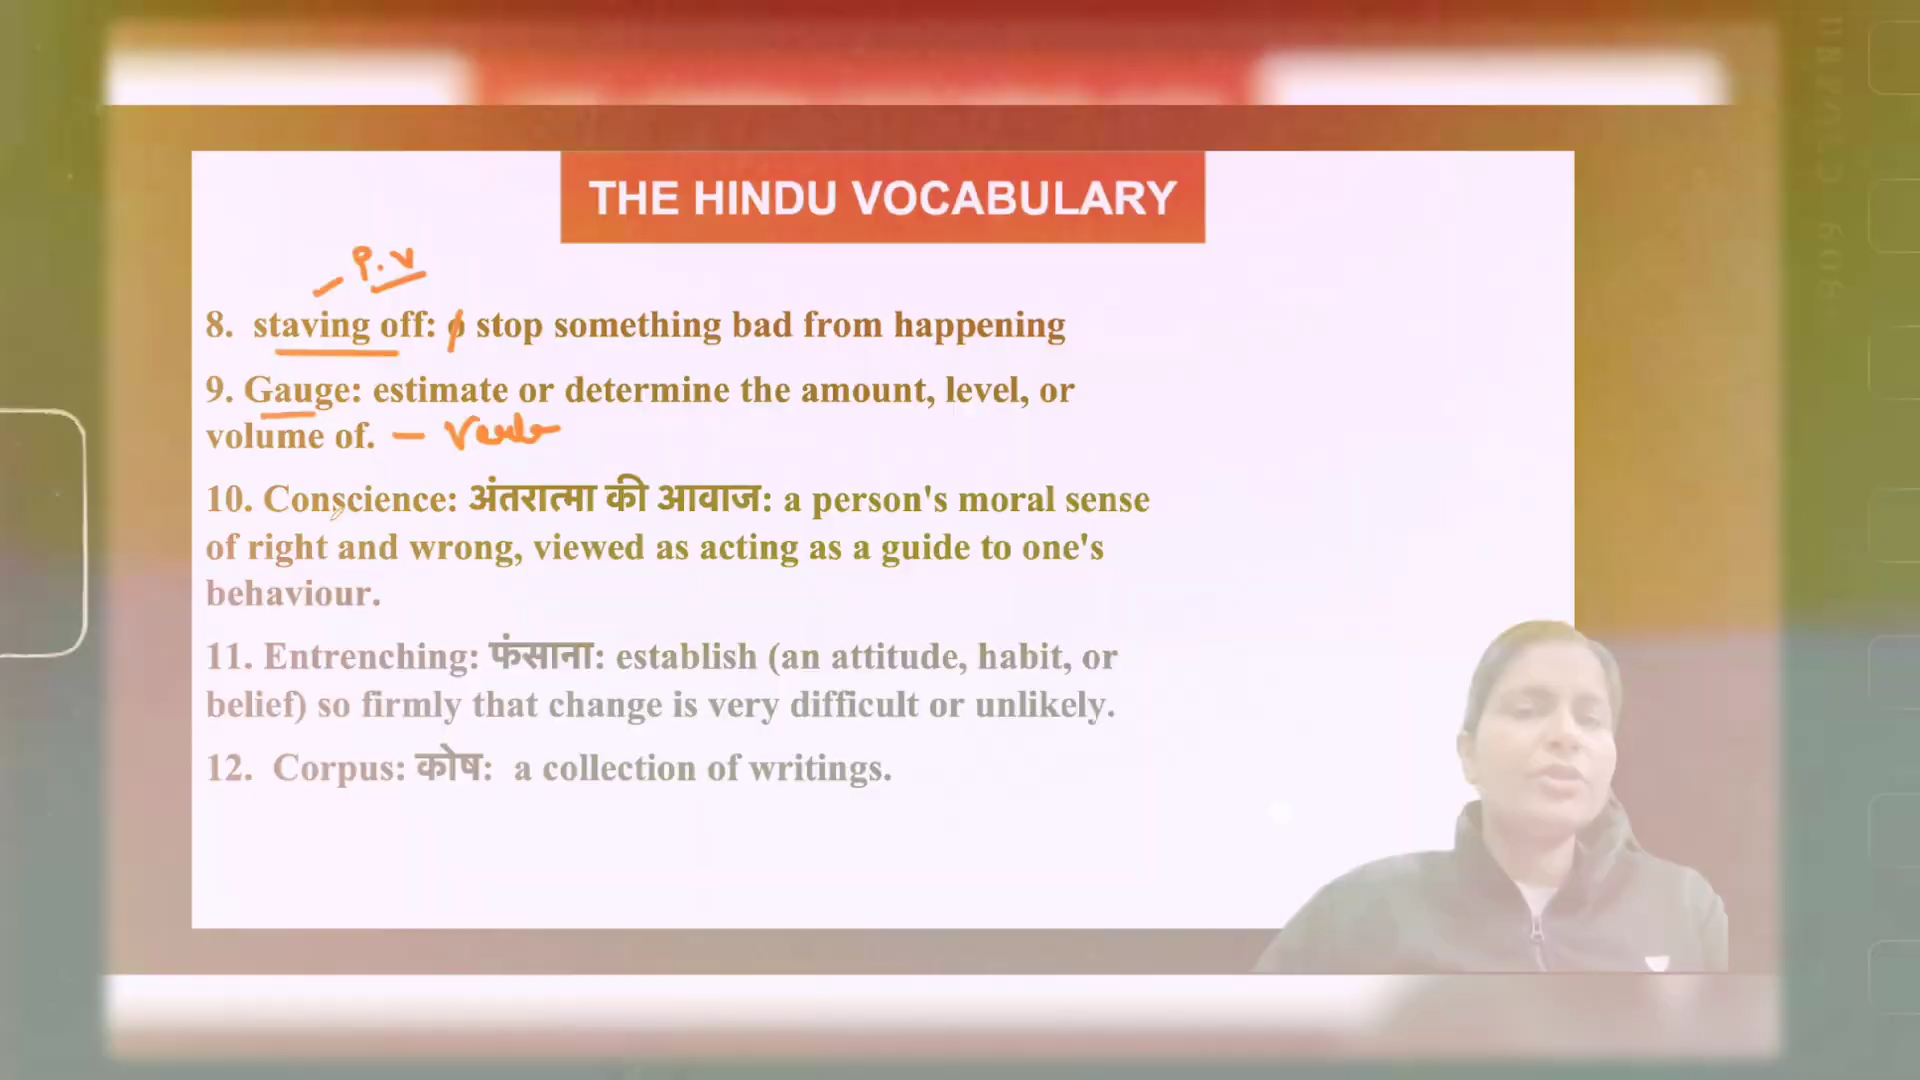 THE HINDU VOCABULARY
P.V
8. staving off: stop something bad from happening
9. Gauge: estimate or determine the amount, level, or
volume of. – Verb
10. Conscience: अंतरात्मा की आवाज: a person's moral sense
of right and wrong, viewed as acting as a guide to one's
behaviour.
11. Entrenching: फंसाना: establish (an attitude, habit, or
belief) so firmly that change is very difficult or unlikely.
12. Corpus: कोष: a collection of writings.